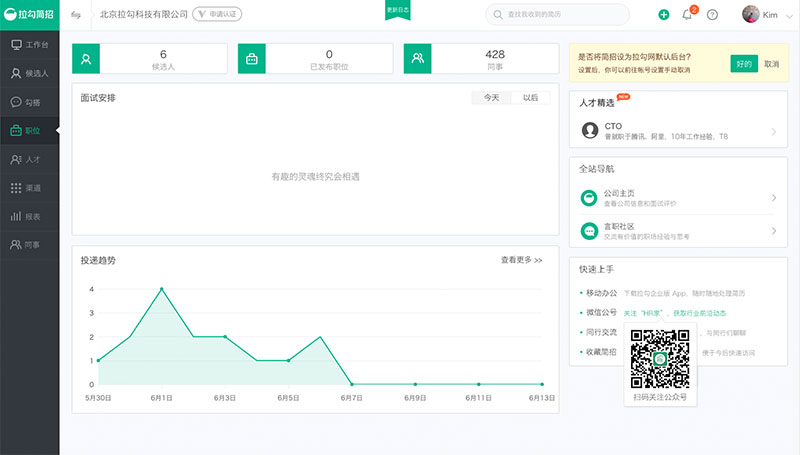 拉勾简招
北京拉勾科技有限公司
申请认证
更新日志
查找有收到的简历
2
Kim
工作台
候选人
勾搭
职位
人才
渠道
报表
同事
6
候选人
0
已发布职位
428
同事
面试安排
今天
以后
有趣的灵魂终究会相遇
投递趋势
查看更多 >>
4
3
2
1
0
5月30日
6月1日
6月3日
6月5日
6月7日
6月9日
6月11日
6月13日
是否将简招设为拉勾网默认后台?
设置后，你可以前往帐号设置手动取消
好的
取消
人才精选
NEW
CTO
曾就职于腾讯、阿里，10年工作经验，T8
全站导航
公司主页
查看公司信息和面试评价
言职社区
交流有价值的职场经验与思考
快速上手
移动办公 下载拉勾企业版 App，随时随地处理简历
微信公号 关注“HR家”，获取行业前沿动态
同行交流 ，与同行们聊聊
收藏简招 便于今后快速访问
扫码关注公众号